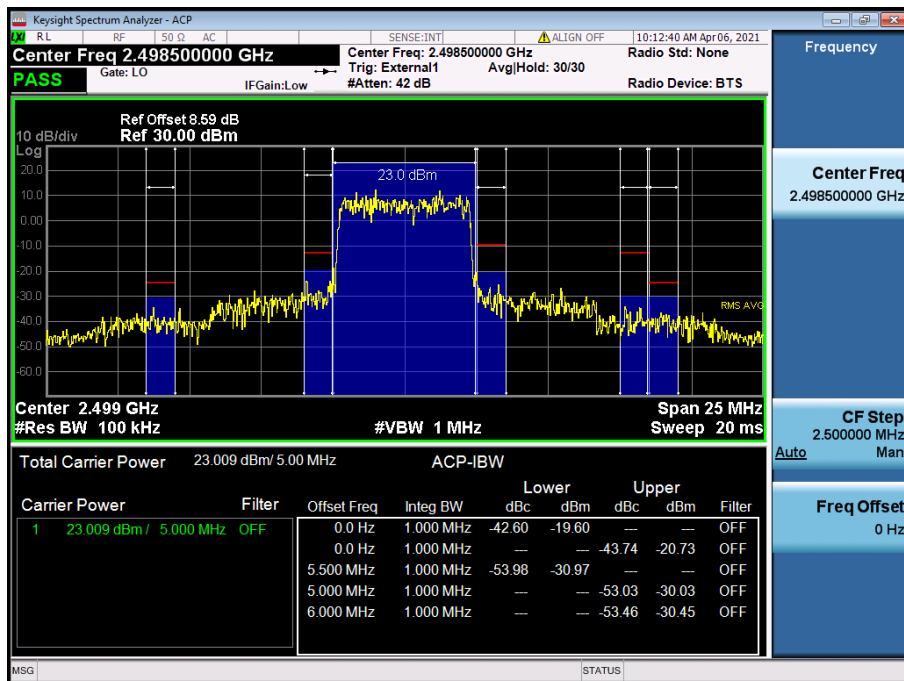 Keysight Spectrum Analyzer - ACP
LXI RL RF 50 Ω AC SENSE:INT ALIGN OFF 10:12:40 AM Apr 06, 2021
Center Freq 2.498500000 GHz Center Freq: 2.498500000 GHz Radio Std: None
Gate: LO Trig: External1 Avg|Hold: 30/30
PASS IFGain:Low #Atten: 42 dB Radio Device: BTS
Ref Offset 8.59 dB
10 dB/div Ref 30.00 dBm
Log
20.0
23.0 dBm
10.0
0.00
-10.0
-20.0
-30.0
RMS AVG
-40.0
-50.0
-60.0
Center 2.499 GHz Span 25 MHz
#Res BW 100 kHz #VBW 1 MHz Sweep 20 ms
Total Carrier Power 23.009 dBm/ 5.00 MHz ACP-IBW
Lower Upper
Carrier Power Filter Offset Freq Integ BW dBc dBm dBc dBm Filter
1 23.009 dBm / 5.000 MHz OFF 0.0 Hz 1.000 MHz -42.60 -19.60 --- --- OFF
0.0 Hz 1.000 MHz --- --- -43.74 -20.73 OFF
5.500 MHz 1.000 MHz -53.98 -30.97 --- --- OFF
5.000 MHz 1.000 MHz --- --- -53.03 -30.03 OFF
6.000 MHz 1.000 MHz --- --- -53.46 -30.45 OFF
MSG STATUS
Frequency
Center Freq
2.498500000 GHz
CF Step
2.500000 MHz
Auto Man
Freq Offset
0 Hz